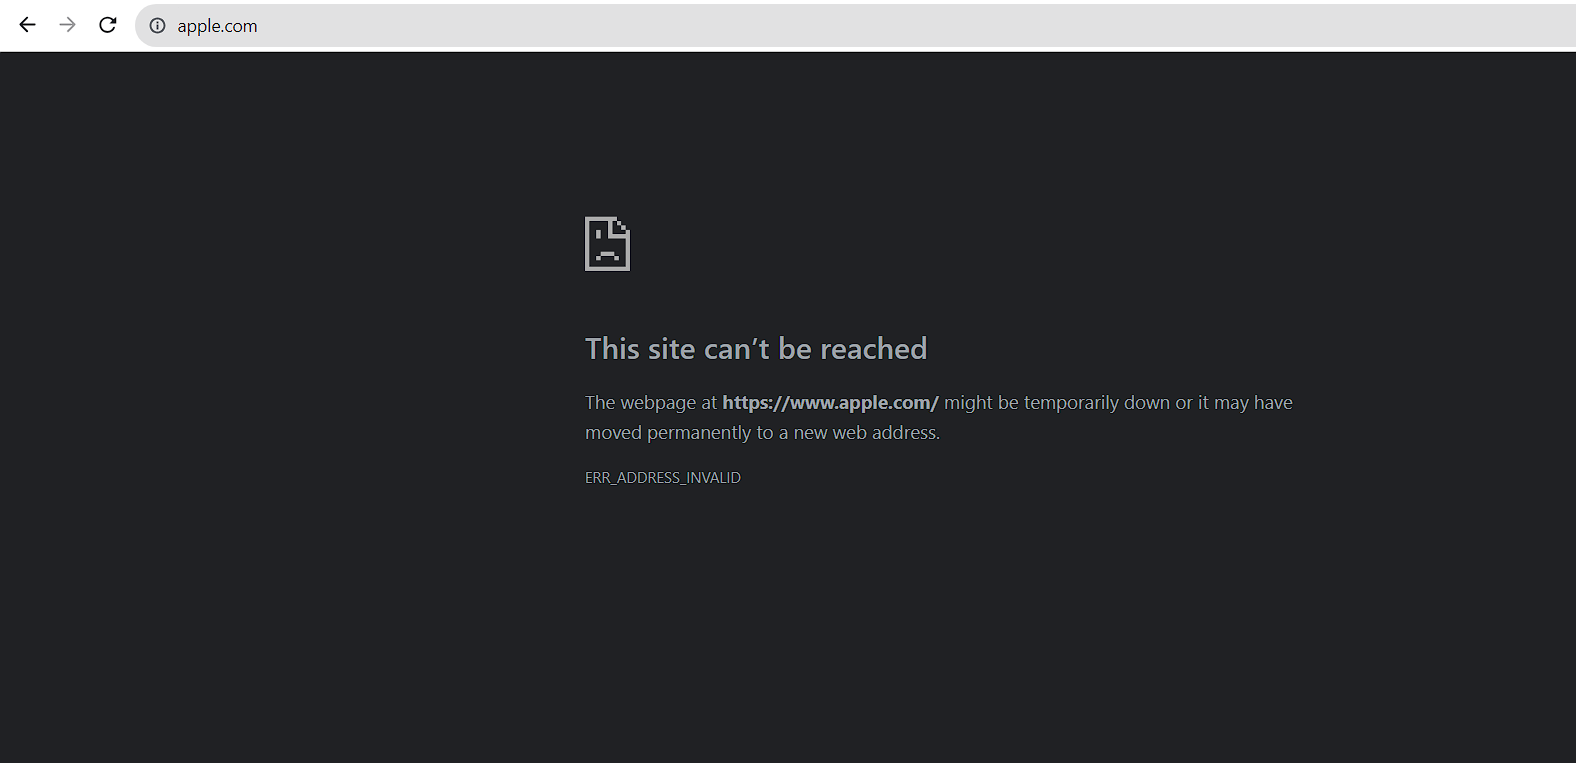 apple.com
This site can’t be reached
The webpage at https://www.apple.com/ might be temporarily down or it may have
moved permanently to a new web address.
ERR_ADDRESS_INVALID